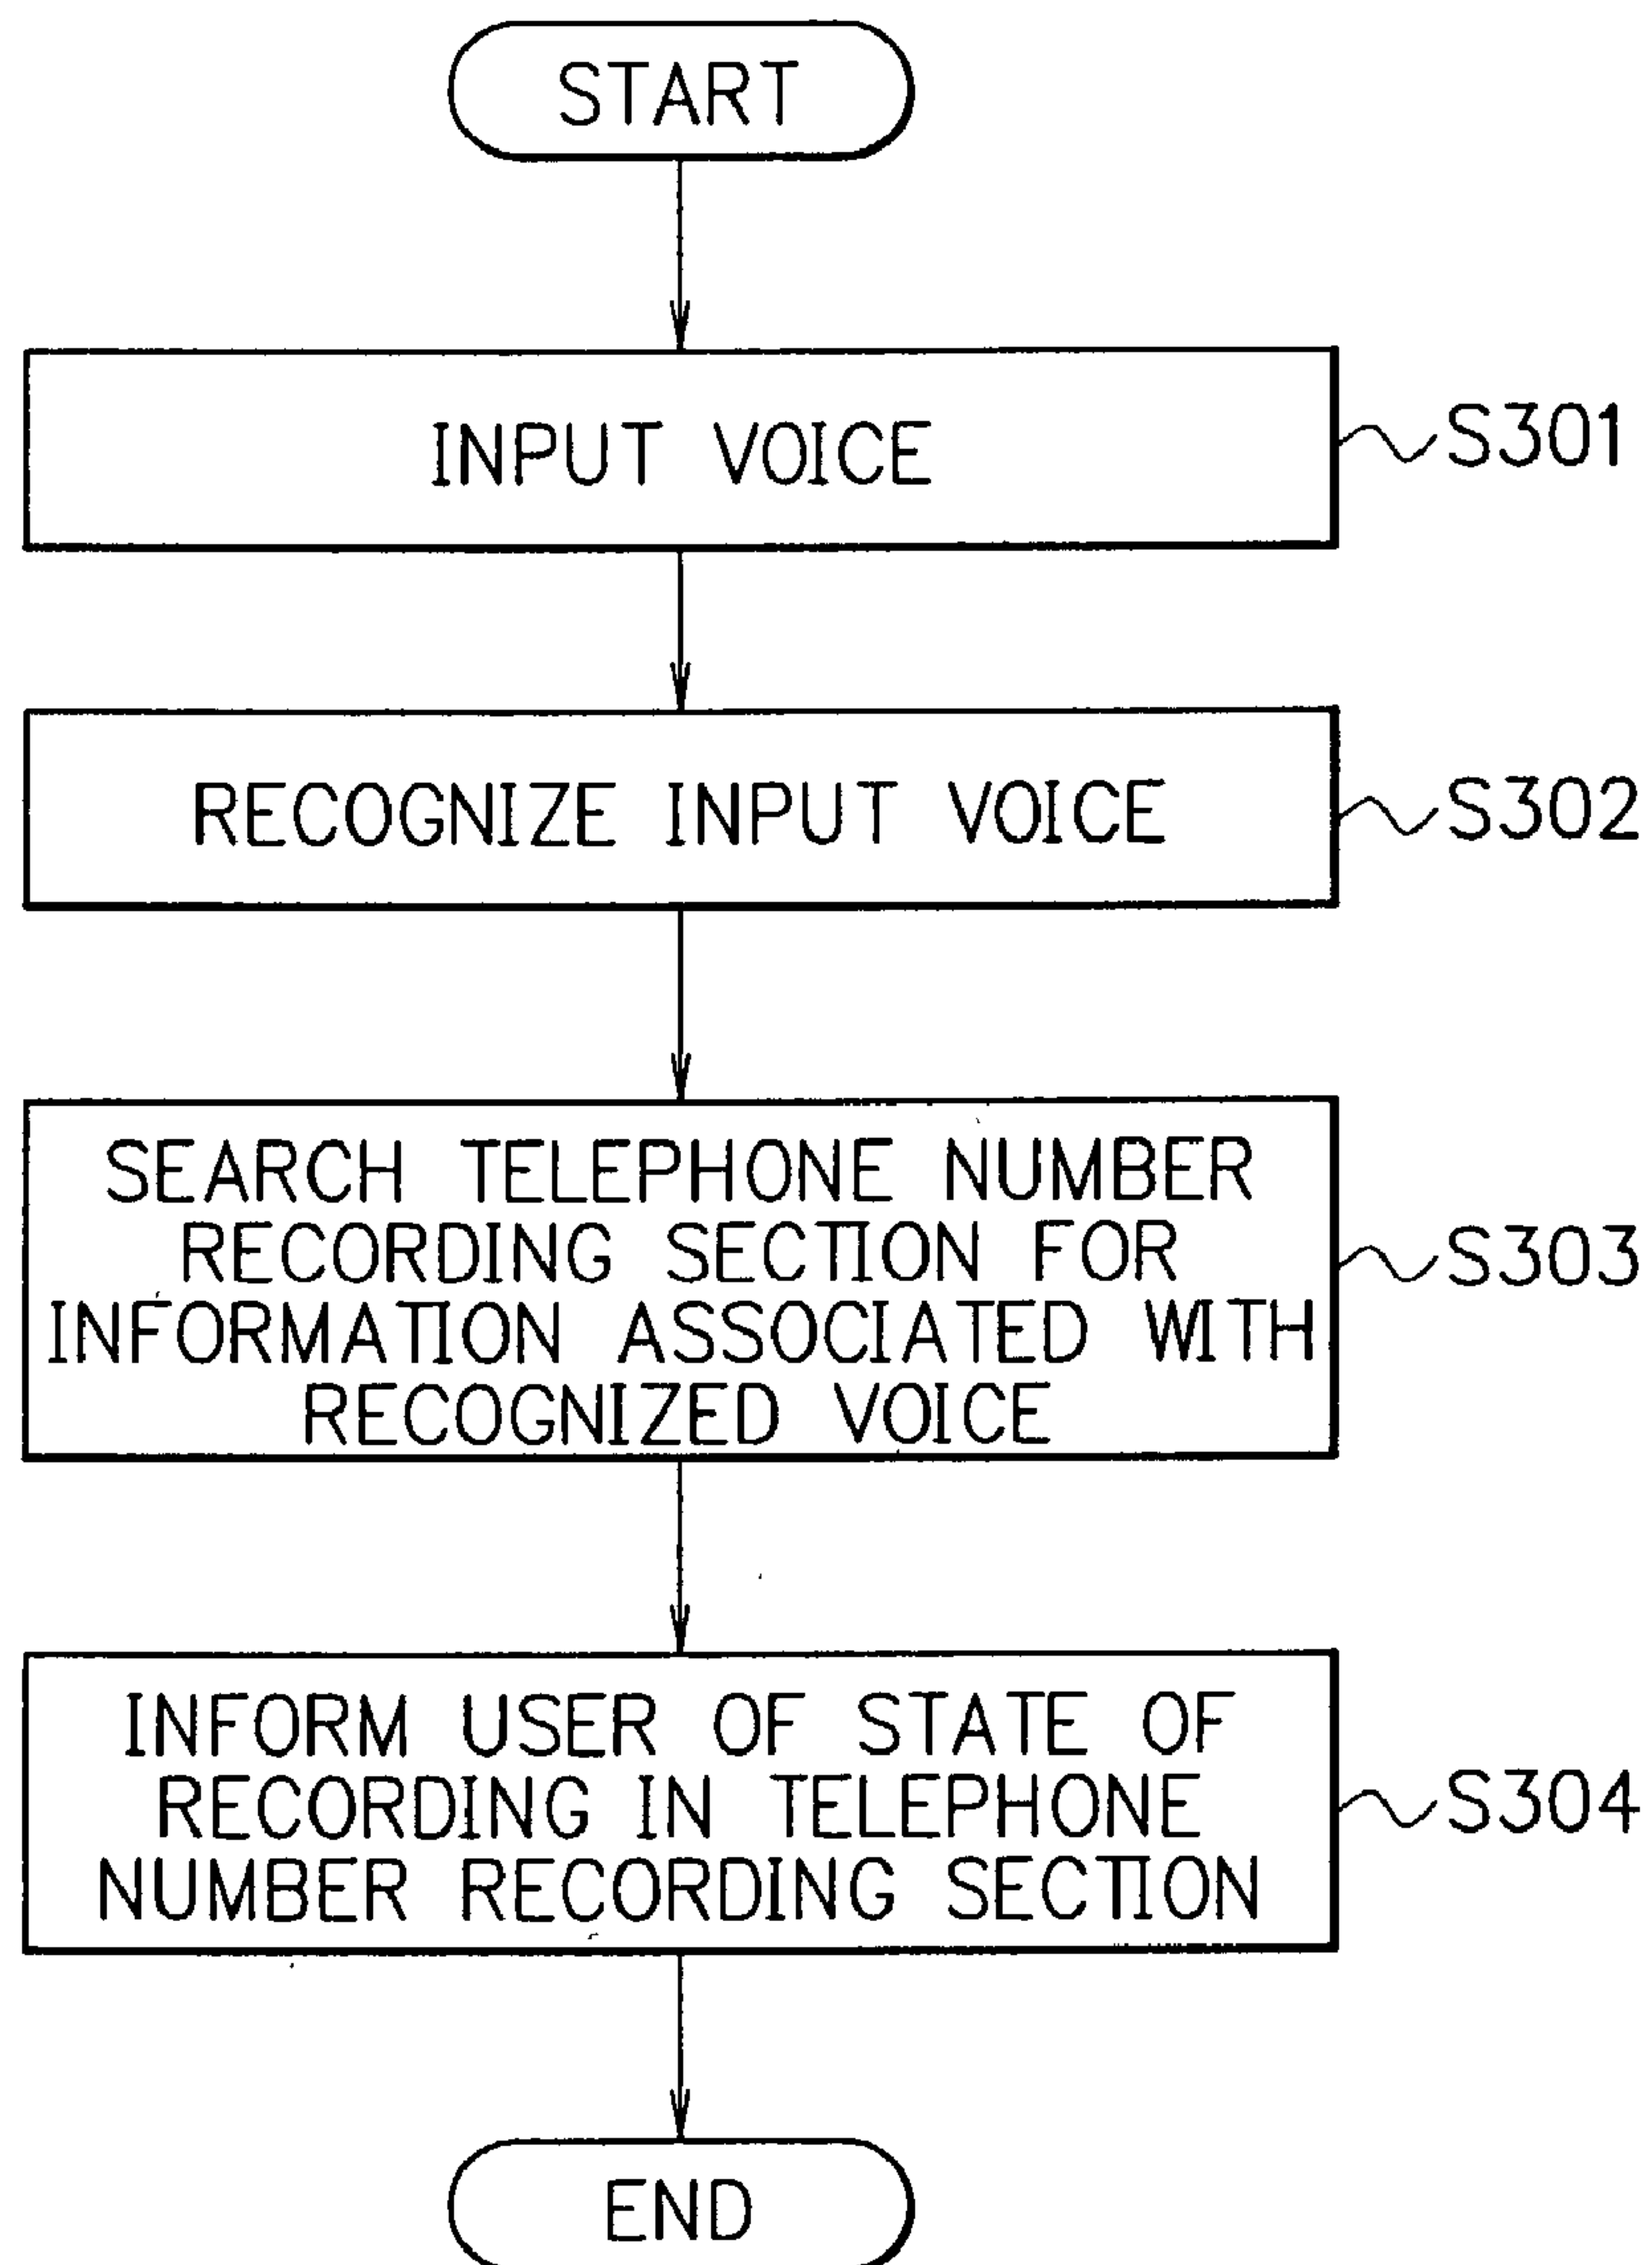 START
INPUT VOICE
S301
RECOGNIZE INPUT VOICE
S302
SEARCH TELEPHONE NUMBER
RECORDING SECTION FOR
INFORMATION ASSOCIATED WITH
RECOGNIZED VOICE
S303
INFORM USER OF STATE OF
RECORDING IN TELEPHONE
NUMBER RECORDING SECTION
S304
END